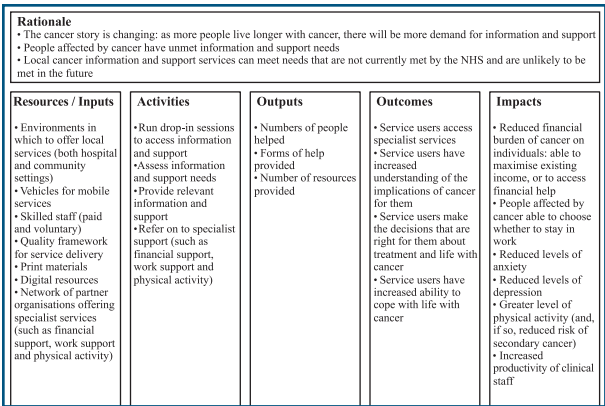 Rationale
• The cancer story is changing: as more people live longer with cancer, there will be more demand for information and support
• People affected by cancer have unmet information and support needs
• Local cancer information and support services can meet needs that are not currently met by the NHS and are unlikely to be
met in the future
Resources / Inputs
• Environments in
which to offer local
services (both hospital
and community
settings)
• Vehicles for mobile
services
• Skilled staff (paid
and voluntary)
• Quality framework
for service delivery
• Print materials
• Digital resources
• Network of partner
organisations offering
specialist services
(such as financial
support, work support
and physical activity)
Activities
•Run drop-in sessions
to access information
and support
•Assess information
and support needs
•Provide relevant
information and
support
•Refer on to specialist
support (such as
financial support,
work support and
physical activity)
Outputs
• Numbers of people
helped
• Forms of help
provided
• Number of resources
provided
Outcomes
• Service users access
specialist services
• Service users have
increased
understanding of the
implications of cancer
for them
• Service users make
the decisions that are
right for them about
treatment and life with
cancer
• Service users have
increased ability to
cope with life with
cancer
Impacts
• Reduced financial
burden of cancer on
individuals: able to
maximise existing
income, or to access
financial help
• People affected by
cancer able to choose
whether to stay in
work
• Reduced levels of
anxiety
• Reduced levels of
depression
• Greater level of
physical activity (and,
if so, reduced risk of
secondary cancer)
• Increased
productivity of clinical
staff